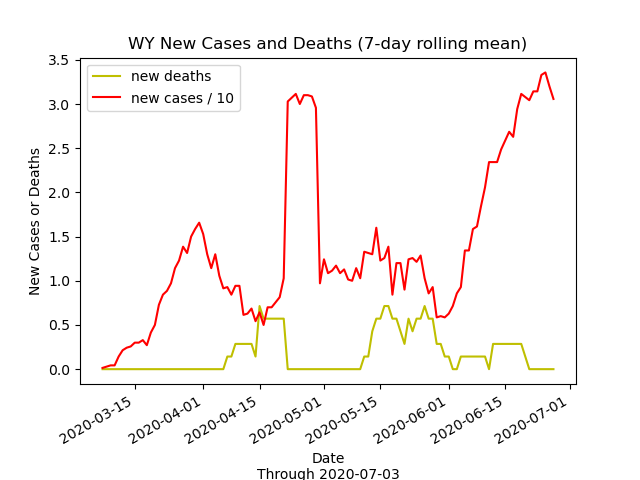 WY New Cases and Deaths (7-day rolling mean)
new deaths
new cases / 10
New Cases or Deaths
3.5
3.0
2.5
2.0
1.5
1.0
0.5
0.0
2020-03-15
2020-04-01
2020-04-15
2020-05-01
2020-05-15
2020-06-01
2020-06-15
2020-07-01
Date
Through 2020-07-03